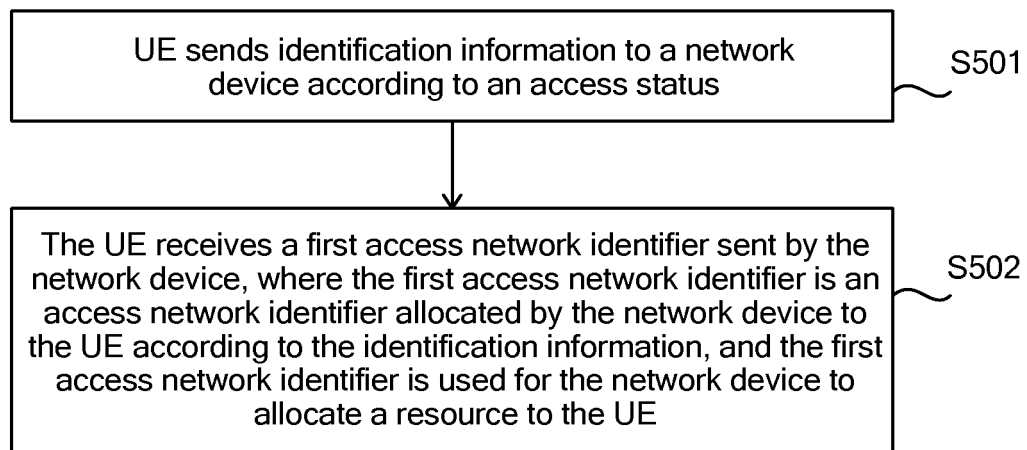 UE sends identification information to a network
device according to an access status
S501
The UE receives a first access network identifier sent by the
network device, where the first access network identifier is an
access network identifier allocated by the network device to
the UE according to the identification information, and the first
access network identifier is used for the network device to
allocate a resource to the UE
S502